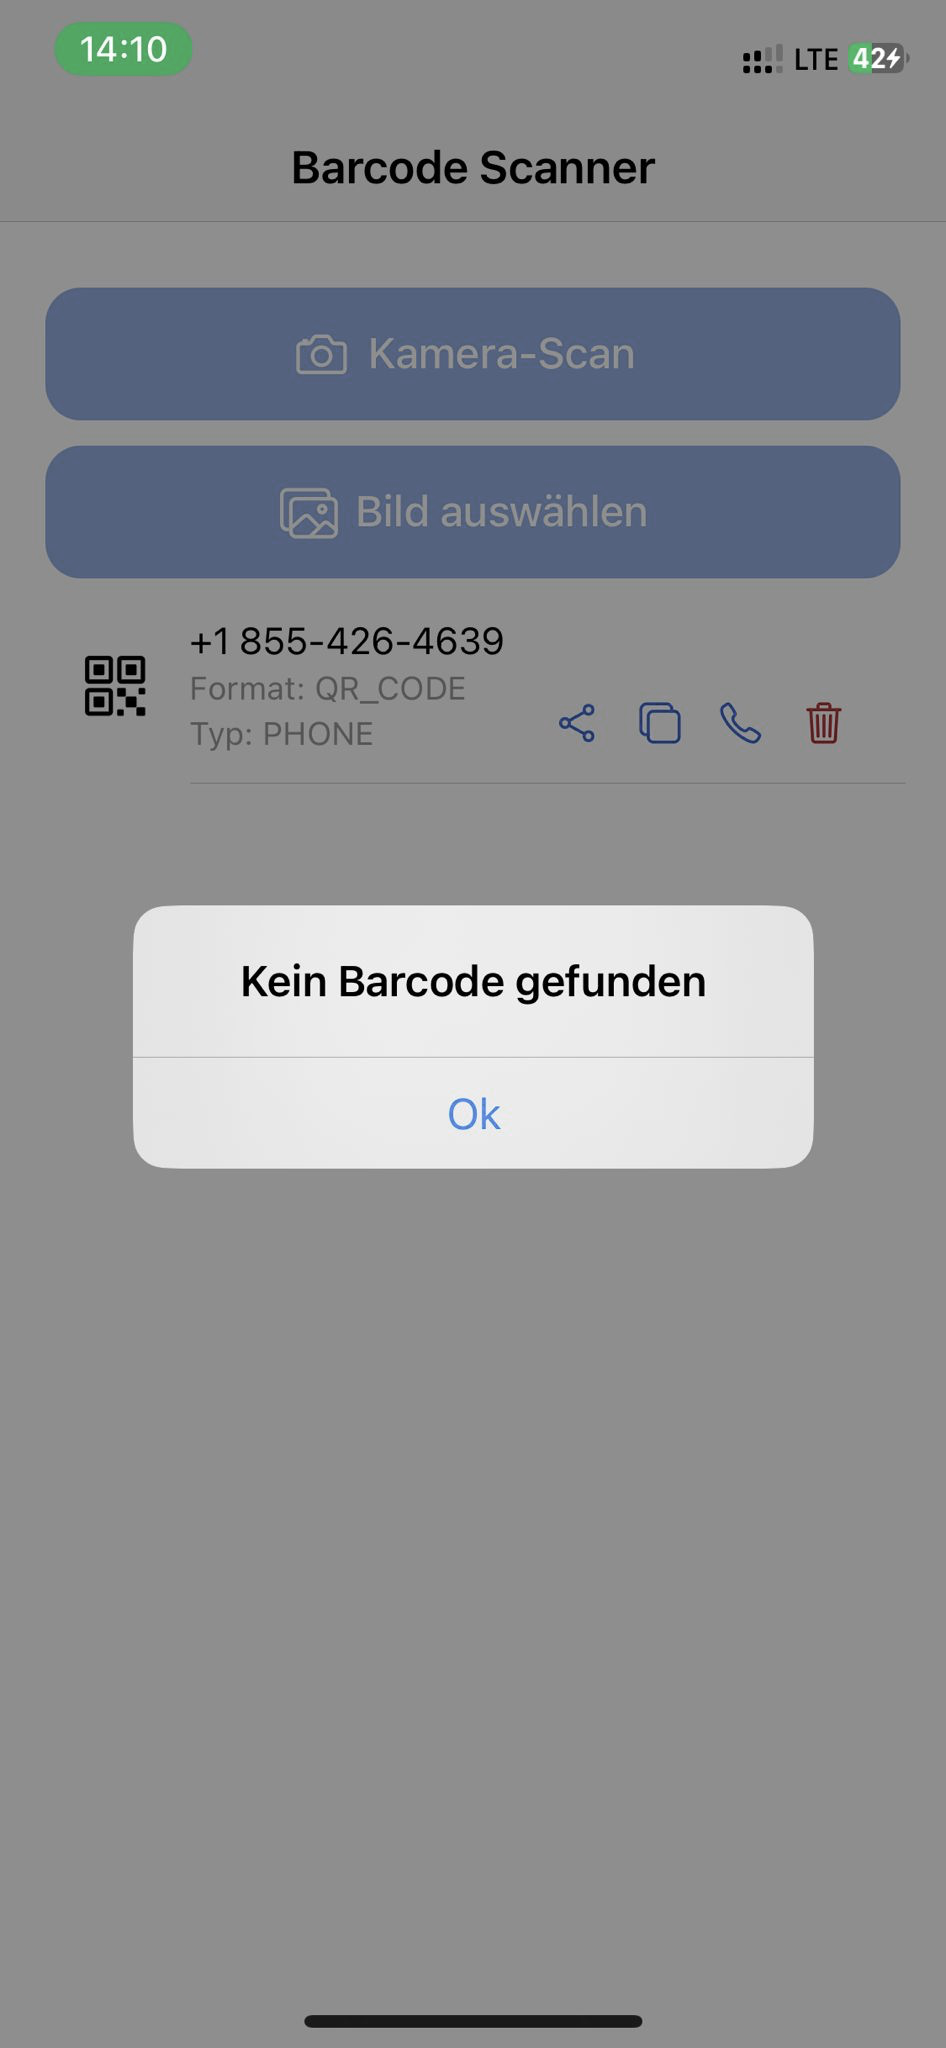 14:10
LTE 42
Barcode Scanner
Kamera-Scan
Bild auswählen
+1 855-426-4639
Format: QR_CODE
Typ: PHONE
Kein Barcode gefunden
Ok